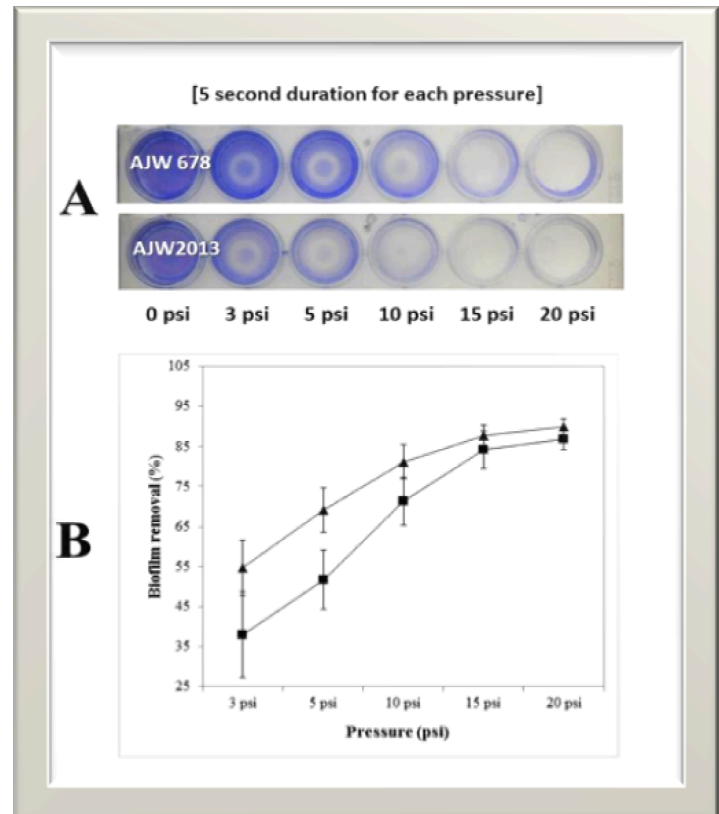 [5 second duration for each pressure]
A
AJW 678
AJW2013
0 psi 3 psi 5 psi 10 psi 15 psi 20 psi
B
105
95
85
75
65
55
45
35
25
Biofilm removal (%)
3 psi 5 psi 10 psi 15 psi 20 psi
Pressure (psi)